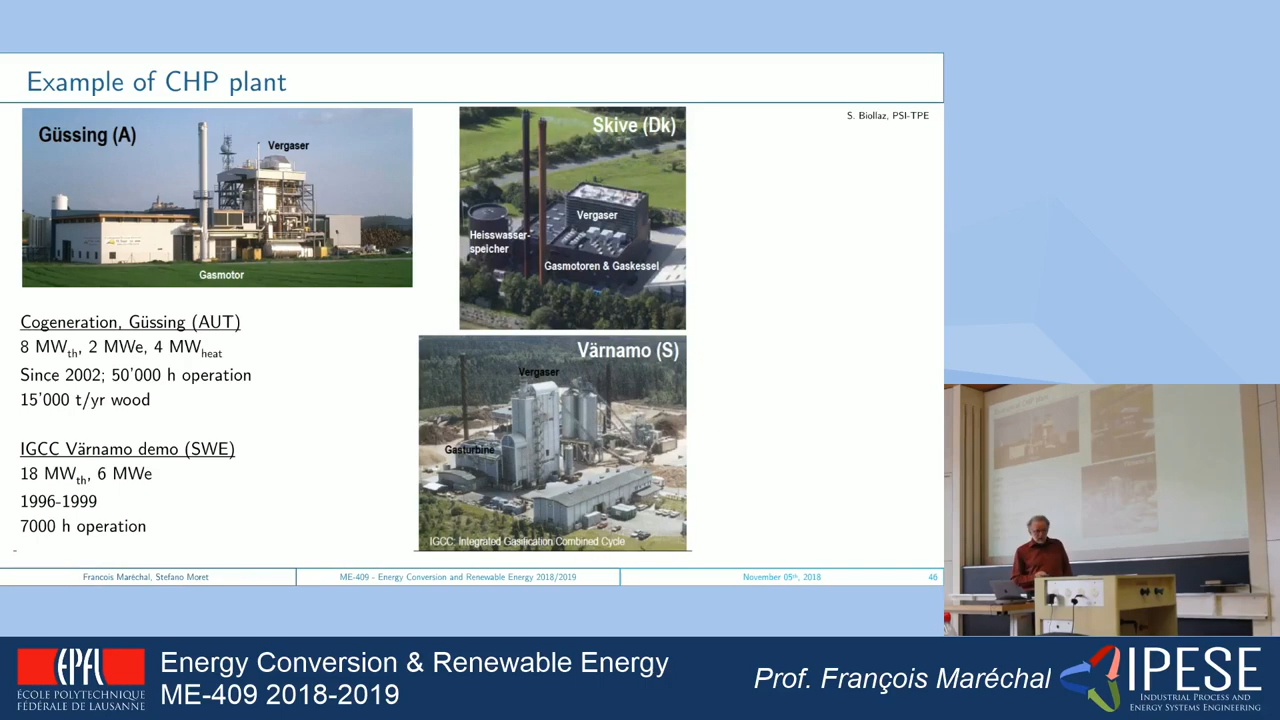 Example of CHP plant
S. Biollaz, PSI-TPE
Güssing (A)
Vergaser
Gasmotor
Skive (Dk)
Vergaser
Heisswasser-
speicher
Gasmotoren & Gaskessel
Värnamo (S)
Vergaser
Gasturbine
IGCC: Integrated Gasification Combined Cycle
Cogeneration, Güssing (AUT)
8 MWth, 2 MWe, 4 MWheat
Since 2002; 50'000 h operation
15'000 t/yr wood
IGCC Värnamo demo (SWE)
18 MWth, 6 MWe
1996-1999
7000 h operation
Francois Maréchal, Stefano Moret
ME-409 - Energy Conversion and Renewable Energy 2018/2019
November 05th, 2018
46
EPFL
ÉCOLE POLYTECHNIQUE
FÉDÉRALE DE LAUSANNE
Energy Conversion & Renewable Energy
ME-409 2018-2019
Prof. François Maréchal
IPESE
Industrial Process and
Energy Systems Engineering